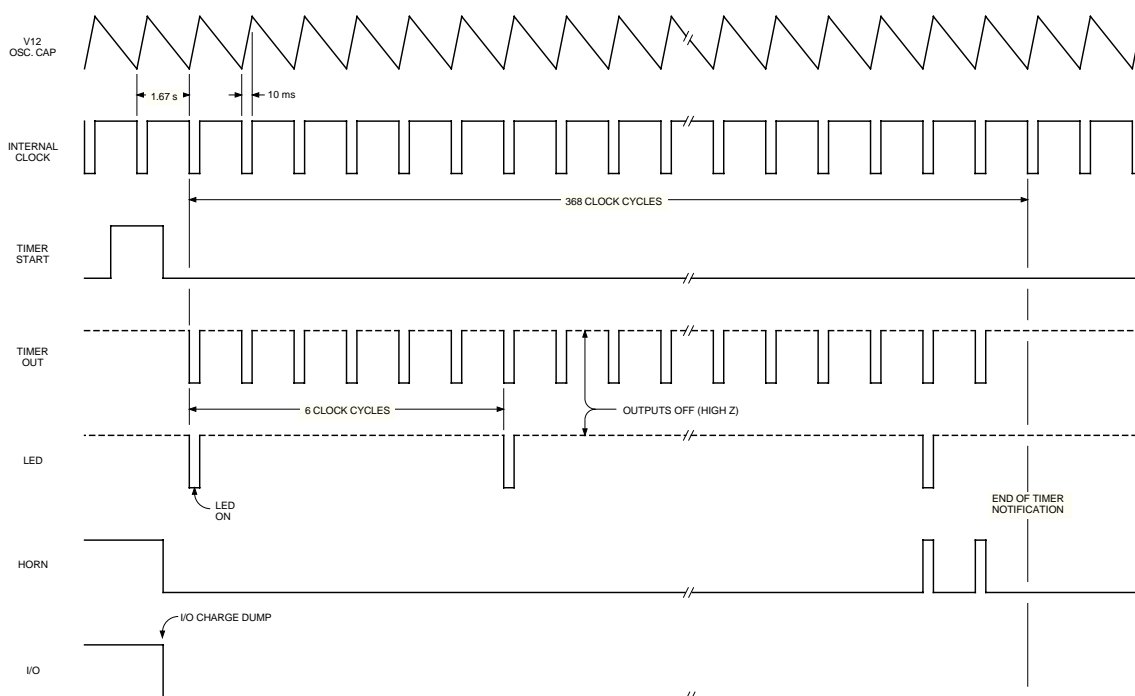 V12
OSC. CAP
1.67 s
10 ms
INTERNAL
CLOCK
368 CLOCK CYCLES
TIMER
START
TIMER
OUT
6 CLOCK CYCLES
OUTPUTS OFF (HIGH Z)
LED
LED
ON
END OF TIMER
NOTIFICATION
HORN
I/O CHARGE DUMP
I/O